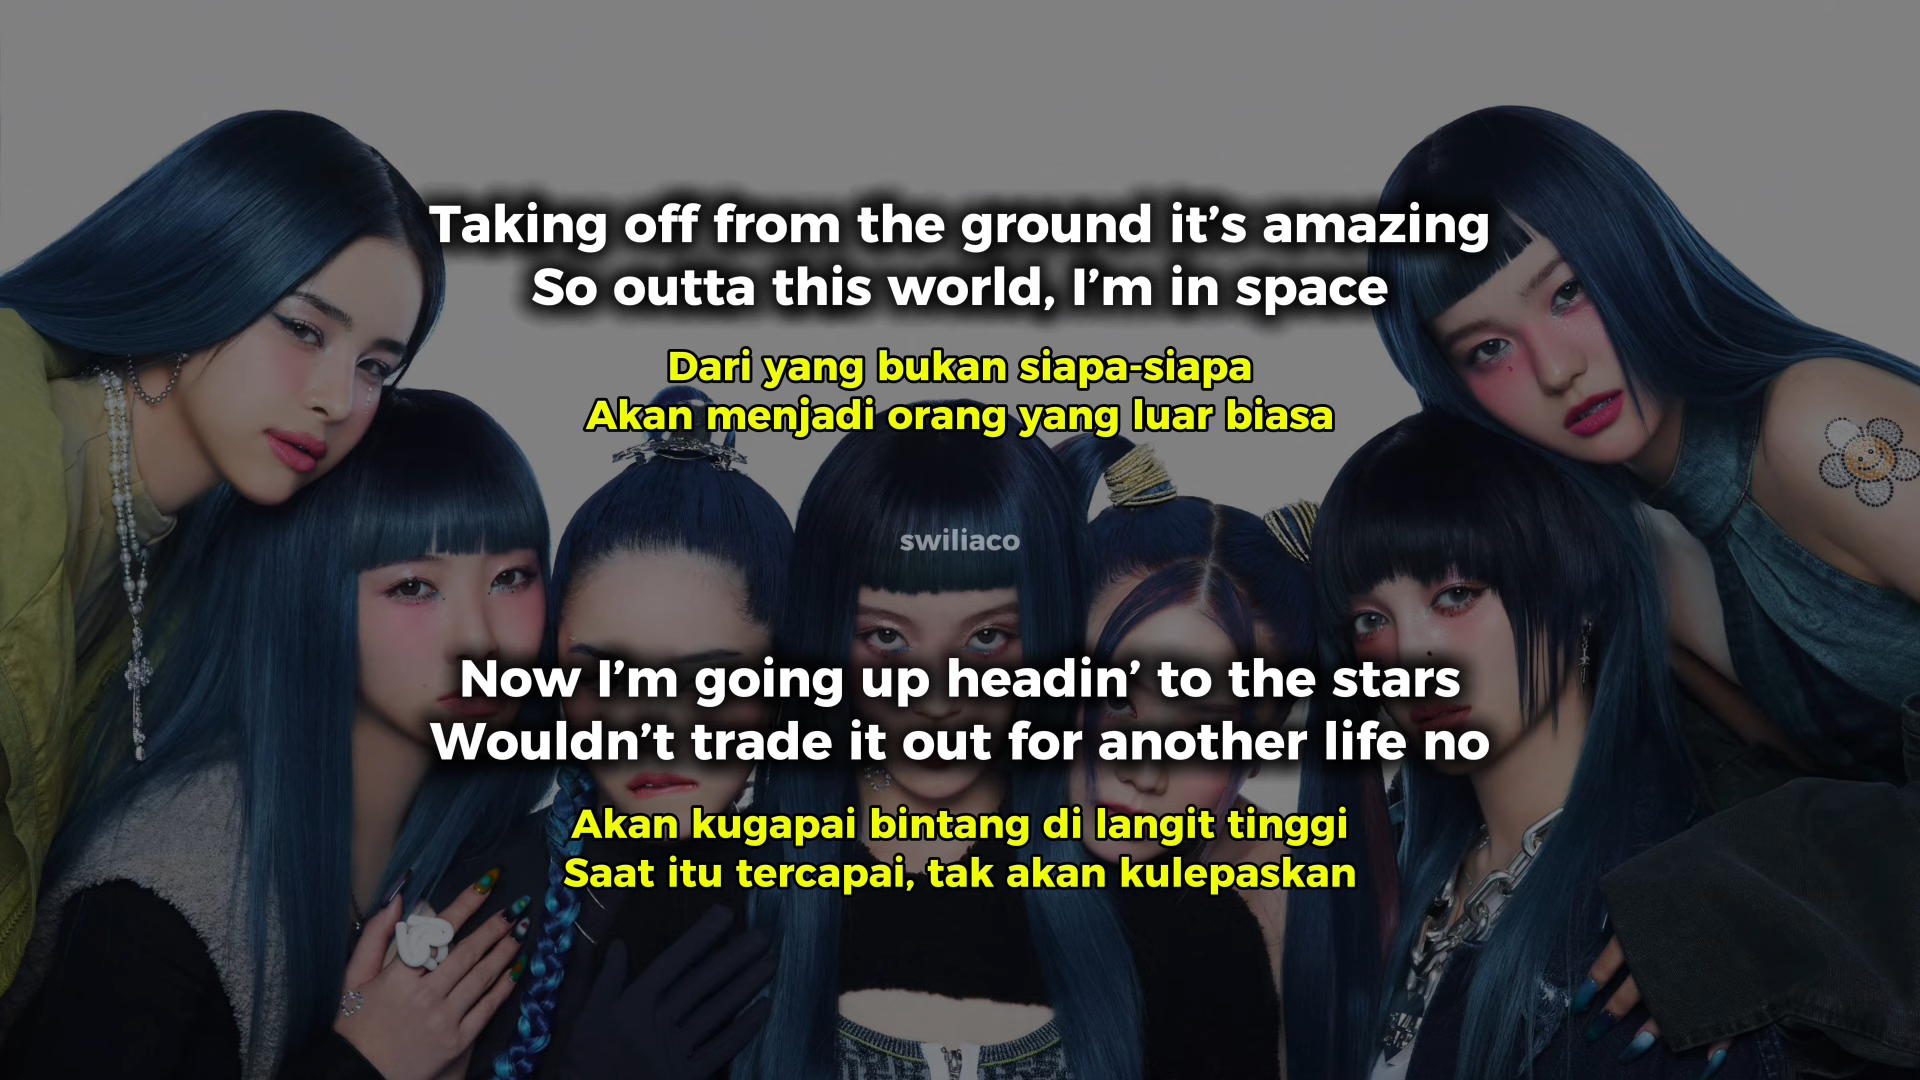 Taking off from the ground it’s amazing
So outta this world, I’m in space
Dari yang bukan siapa-siapa
Akan menjadi orang yang luar biasa
swiliaco
Now I’m going up headin’ to the stars
Wouldn’t trade it out for another life no
Akan kugapai bintang di langit tinggi
Saat itu tercapai, tak akan kulepaskan